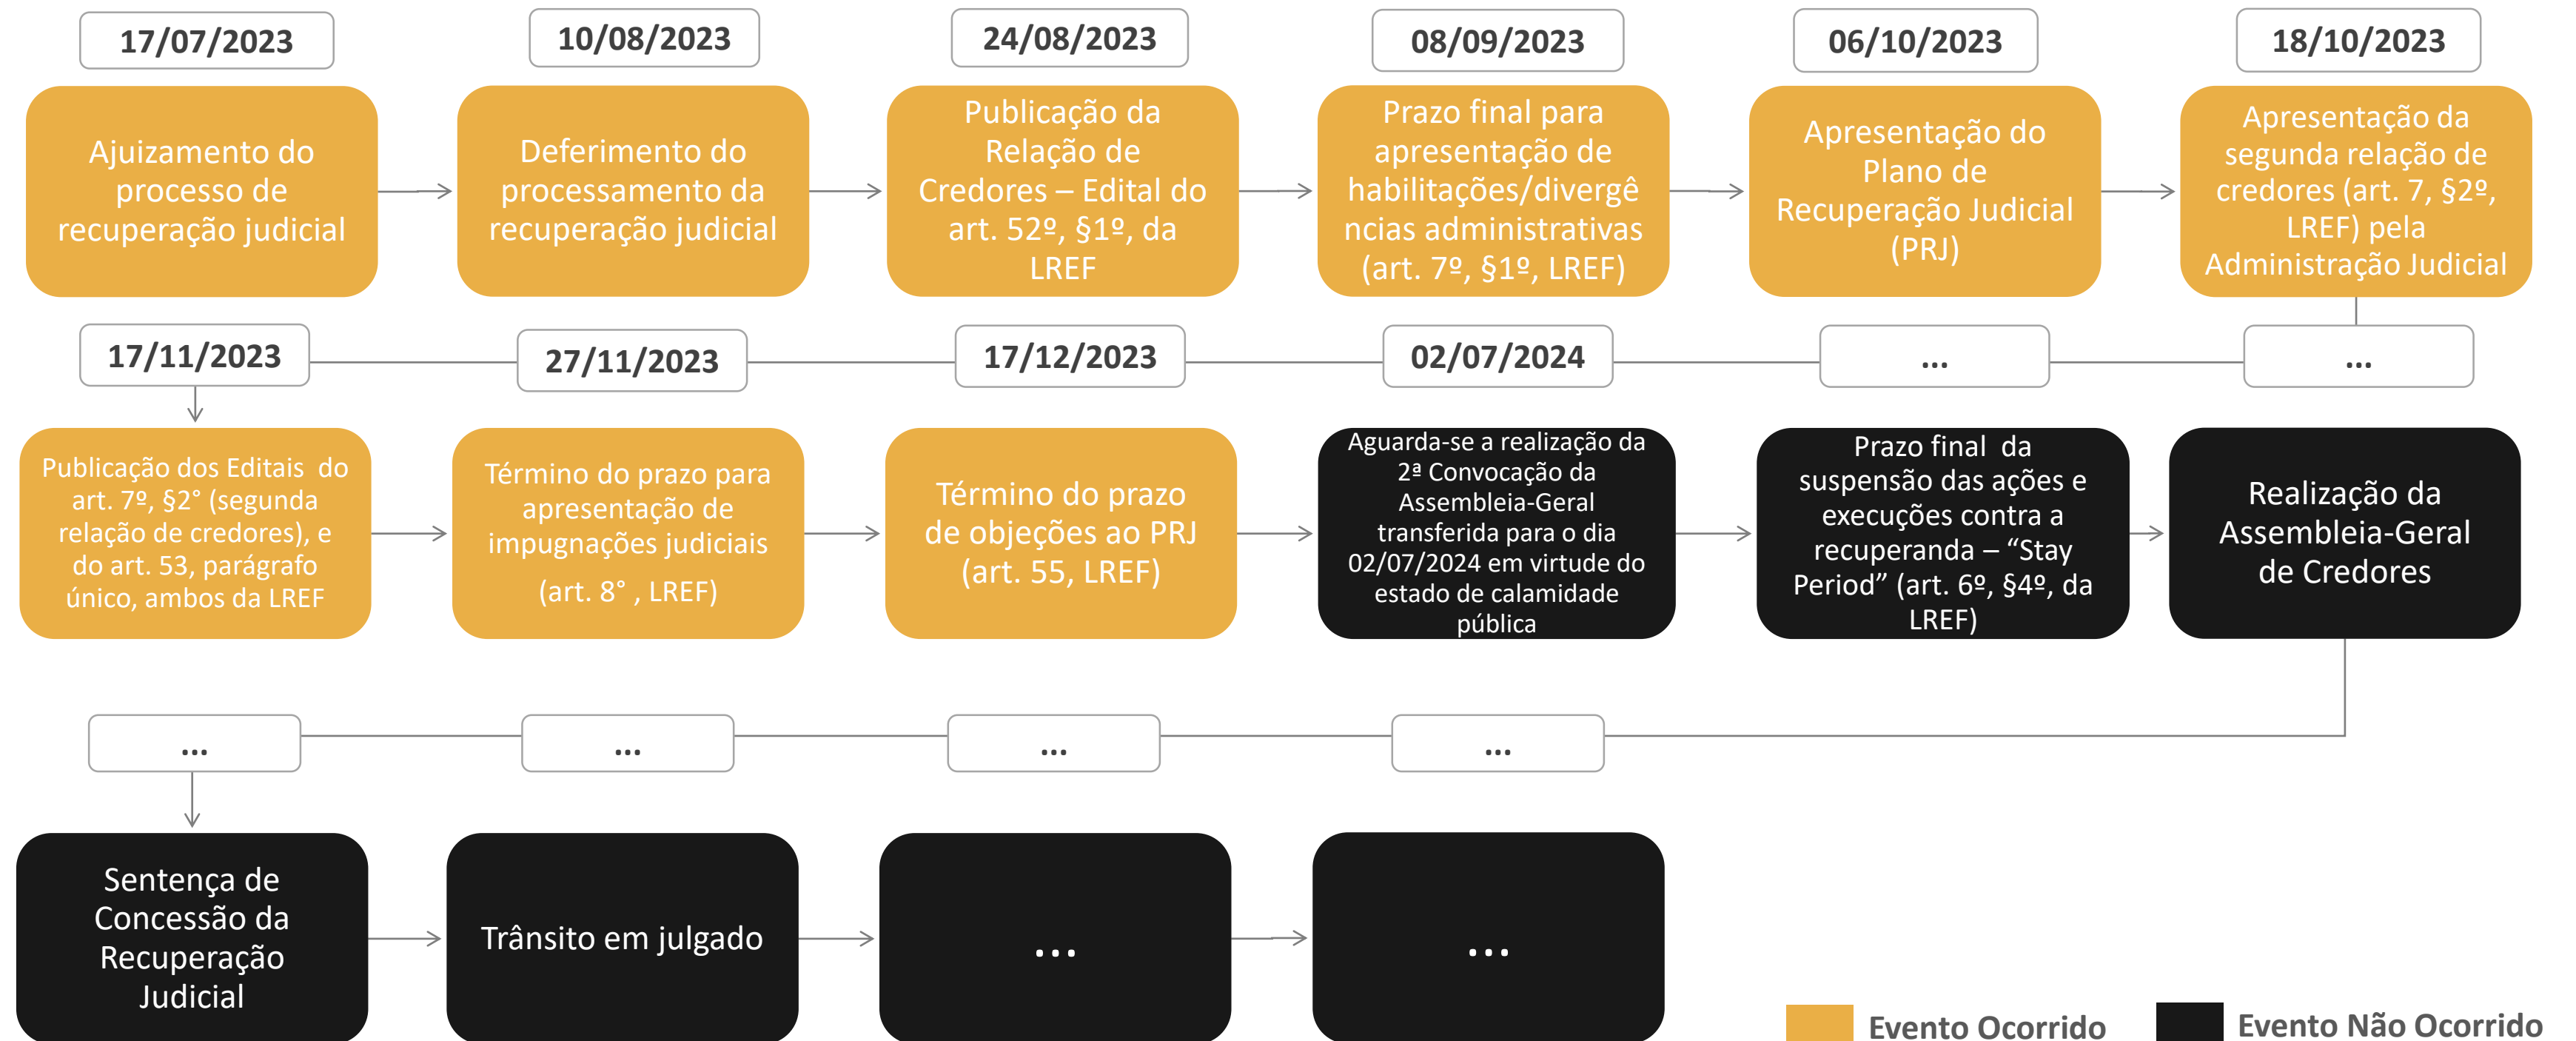 17/07/2023
10/08/2023
24/08/2023
08/09/2023
06/10/2023
18/10/2023
Ajuizamento do
processo de
recuperação judicial
Deferimento do
processamento da
recuperação judicial
Publicação da
Relação de
Credores – Edital do
art. 52º, §1º, da
LREF
Prazo final para
apresentação de
habilitações/divergê
ncias administrativas
(art. 7º, §1º, LREF)
Apresentação do
Plano de
Recuperação Judicial
(PRJ)
Apresentação da
segunda relação de
credores (art. 7, §2º,
LREF) pela
Administração Judicial
17/11/2023
27/11/2023
17/12/2023
02/07/2024
...
...
Publicação dos Editais  do
art. 7º, §2° (segunda
relação de credores), e
do art. 53, parágrafo
único, ambos da LREF
Término do prazo para
apresentação de
impugnações judiciais
(art. 8° , LREF)
Término do prazo
de objeções ao PRJ
(art. 55, LREF)
Aguarda-se a realização da
2ª Convocação da
Assembleia-Geral
transferida para o dia
02/07/2024 em virtude do
estado de calamidade
pública
Prazo final  da
suspensão das ações e
execuções contra a
recuperanda – “Stay
Period” (art. 6º, §4º, da
LREF)
Realização da
Assembleia-Geral
de Credores
...
...
...
...
Sentença de
Concessão da
Recuperação
Judicial
Trânsito em julgado
...
...
Evento Ocorrido
Evento Não Ocorrido